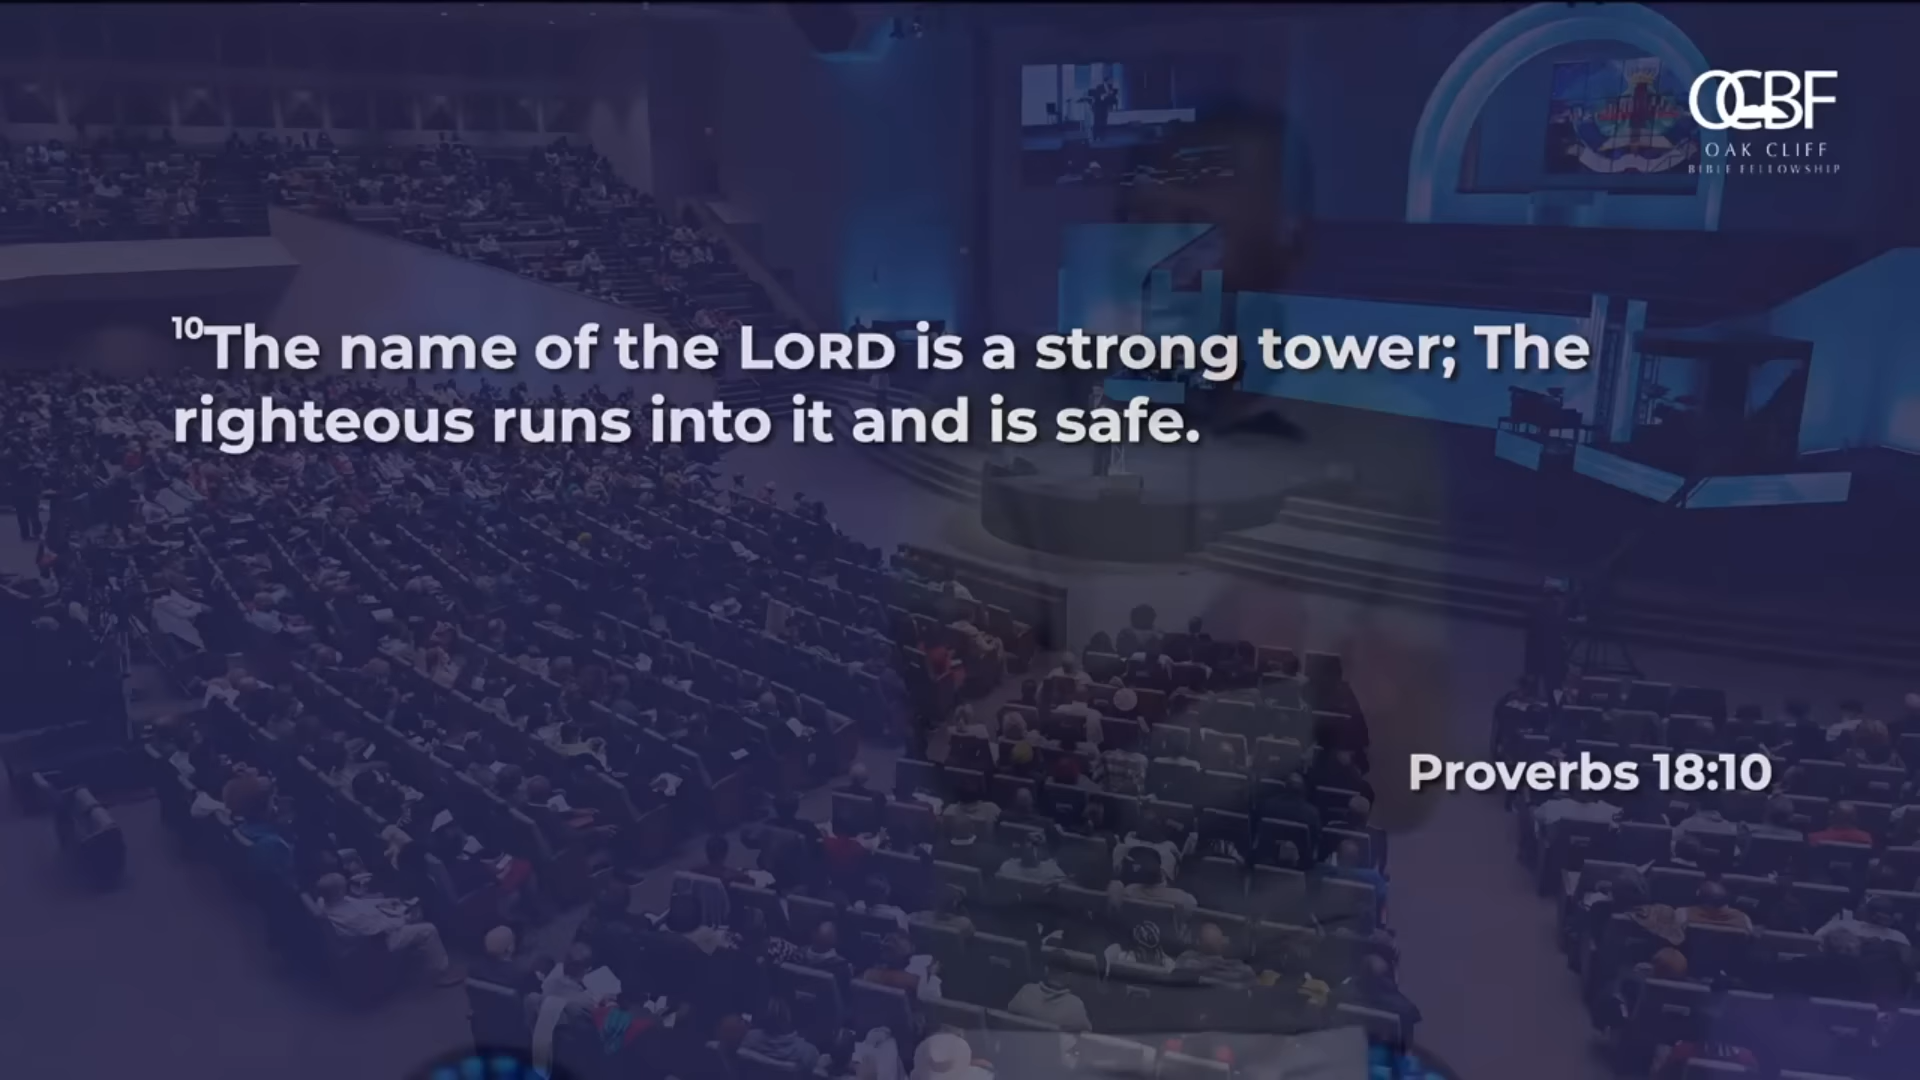 OCBF
OAK CLIFF
BIBLE FELLOWSHIP
10The name of the LORD is a strong tower; The
righteous runs into it and is safe.
Proverbs 18:10